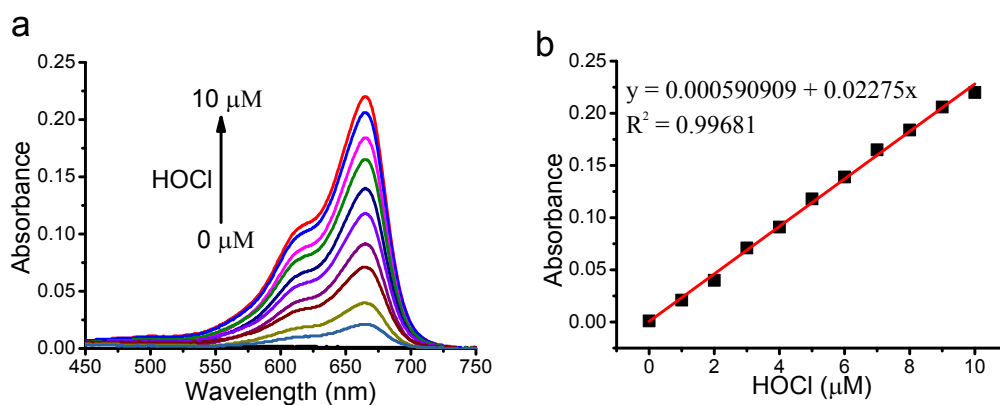 a
0.25
0.20
0.15
0.10
0.05
0.00
Absorbance
10 μM
HOCl
0 μM
450 500 550 600 650 700 750
Wavelength (nm)
b
0.25
0.20
0.15
0.10
0.05
0.00
Absorbance
y = 0.000590909 + 0.02275x
R² = 0.99681
0 2 4 6 8 10
HOCl (μM)